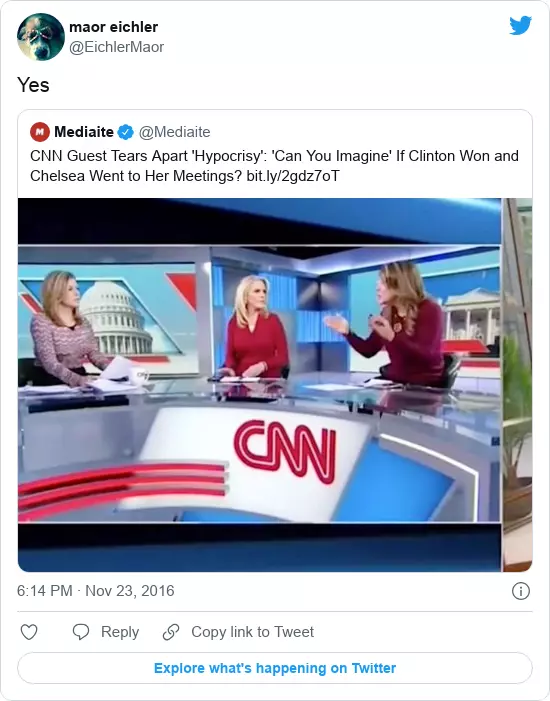 maor eichler
@EichlerMaor
Yes
M Mediaite @Mediaite
CNN Guest Tears Apart 'Hypocrisy': 'Can You Imagine' If Clinton Won and
Chelsea Went to Her Meetings? bit.ly/2gdz7oT
CNN
6:14 PM · Nov 23, 2016
Reply
Copy link to Tweet
Explore what's happening on Twitter